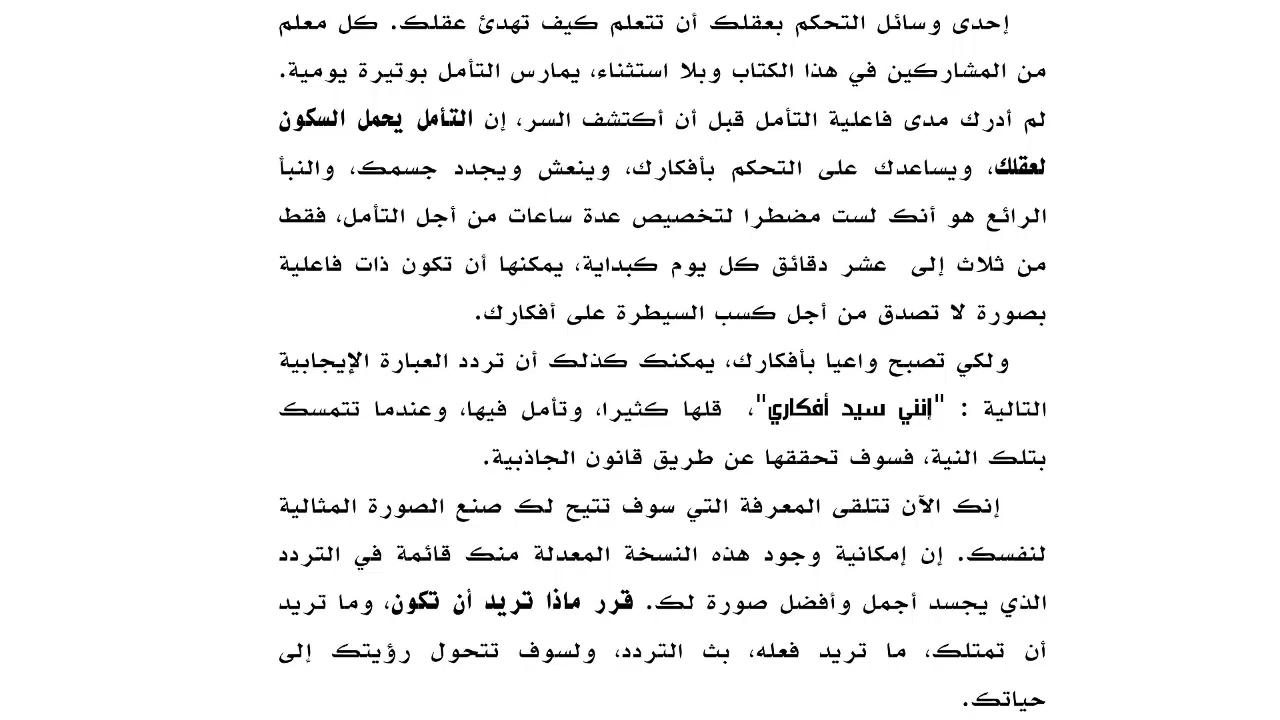 إحدى وسائل التحكم بعقلك أن تتعلم كيف تهدئ عقلك. كل معلم
من المشاركين في هذا الكتاب وبلا استثناء، يمارس التأمل بوتيرة يومية.
لم أدرك مدى فاعلية التأمل قبل أن أكتشف السر، إن التأمل يحمل السكون
لعقلك، ويساعدك على التحكم بأفكارك، وينعش ويجدد جسمك، والنبأ
الرائع هو أنك لست مضطرا لتخصيص عدة ساعات من أجل التأمل، فقط
من ثلاث إلى عشر دقائق كل يوم كبداية، يمكنها أن تكون ذات فاعلية
بصورة لا تصدق من أجل كسب السيطرة على أفكارك.
ولكي تصبح واعيا بأفكارك، يمكنك كذلك أن تردد العبارة الإيجابية
التالية : "إنني سيد أفكاري"، قلها كثيرا، وتأمل فيها، وعندما تتمسك
بتلك النية، فسوف تحققها عن طريق قانون الجاذبية.
إنك الآن تتلقى المعرفة التي سوف تتيح لك صنع الصورة المثالية
لنفسك. إن إمكانية وجود هذه النسخة المعدلة منك قائمة في التردد
الذي يجسد أجمل وأفضل صورة لك. قرر ماذا تريد أن تكون، وما تريد
أن تمتلك، ما تريد فعله، بث التردد، ولسوف تتحول رؤيتك إلى
حياتك.